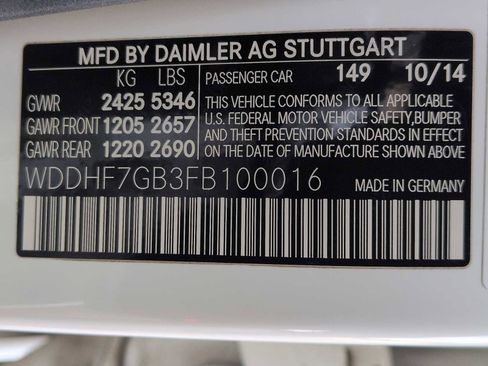 MFD BY DAIMLER AG STUTTGART
KG LBS PASSENGER CAR 149 10/14
GVWR 2425 5346 THIS VEHICLE CONFORMS TO ALL APPLICABLE
GAWR FRONT 1205 2657 U.S. FEDERAL MOTOR VEHICLE SAFETY,BUMPER
GAWR REAR 1220 2690 AND THEFT PREVENTION STANDARDS IN EFFECT
ON THE DATE OF MANUFACTURE SHOWN ABOVE.
WDDHF7GB3FB100016 MADE IN GERMANY